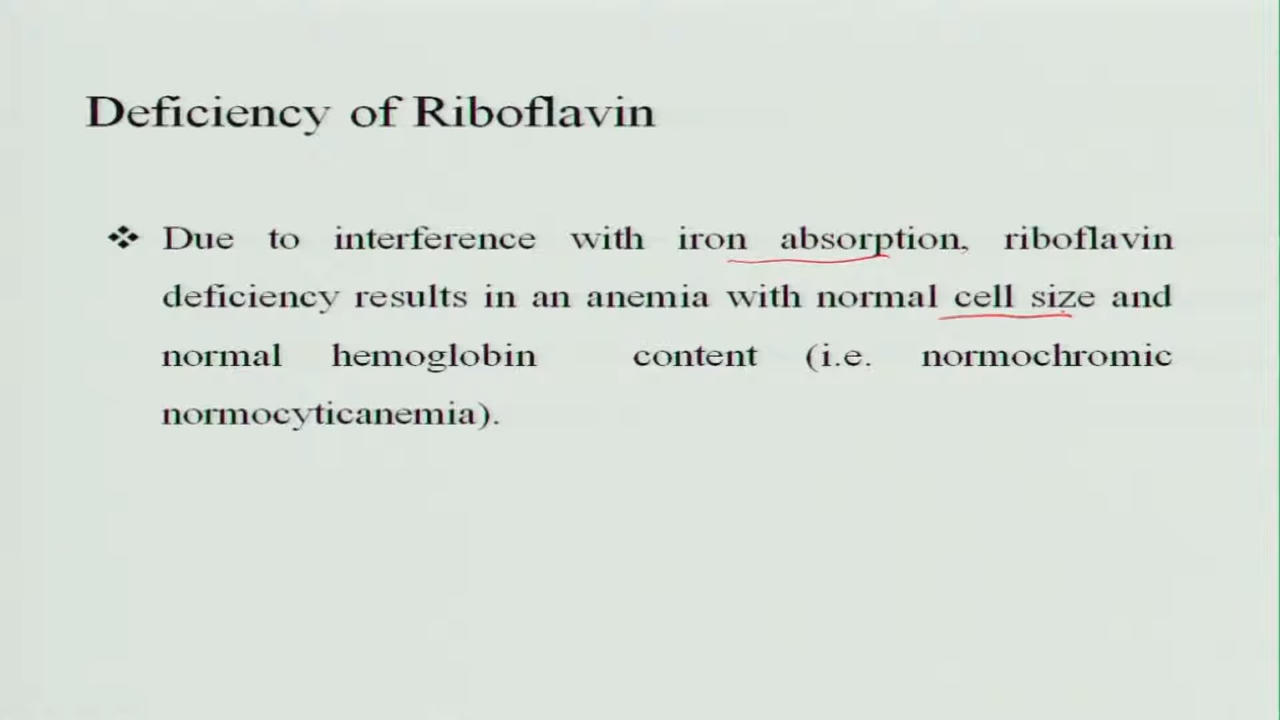 Deficiency of Riboflavin
❖ Due to interference with iron absorption, riboflavin
deficiency results in an anemia with normal cell size and
normal hemoglobin content (i.e. normochromic
normocyticanemia).